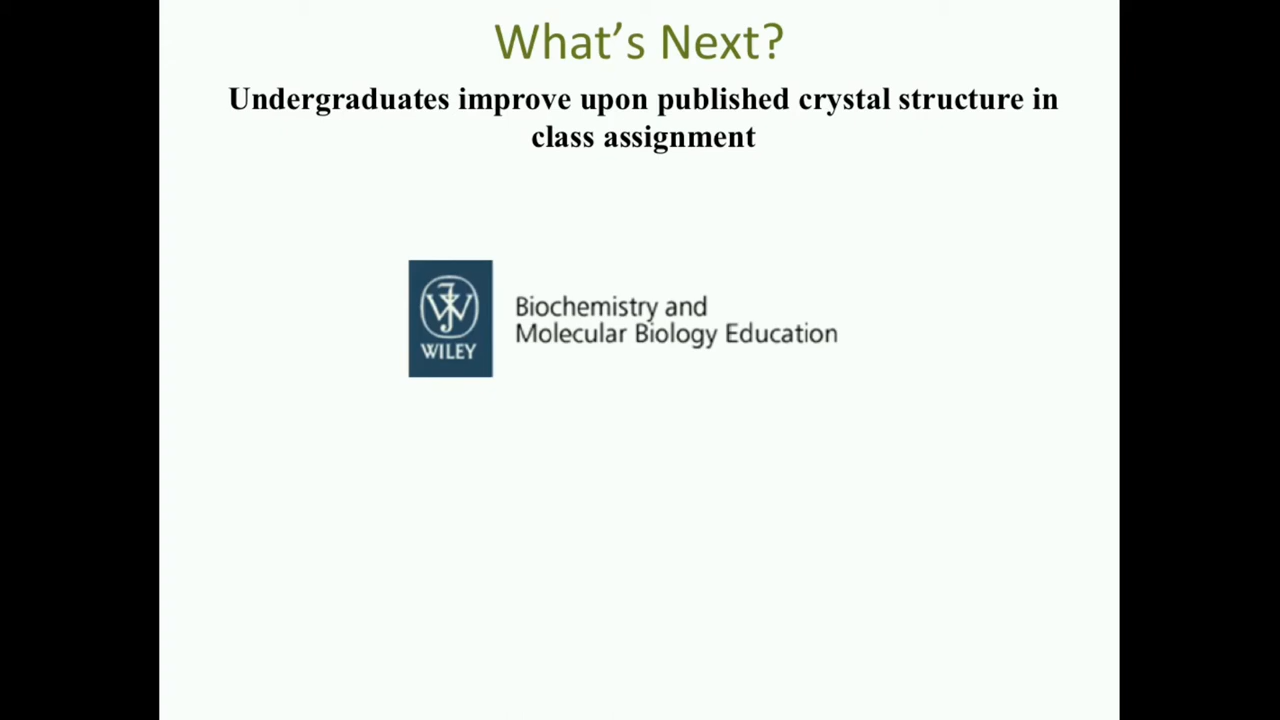 What's Next?
Undergraduates improve upon published crystal structure in
class assignment
WILEY
Biochemistry and
Molecular Biology Education